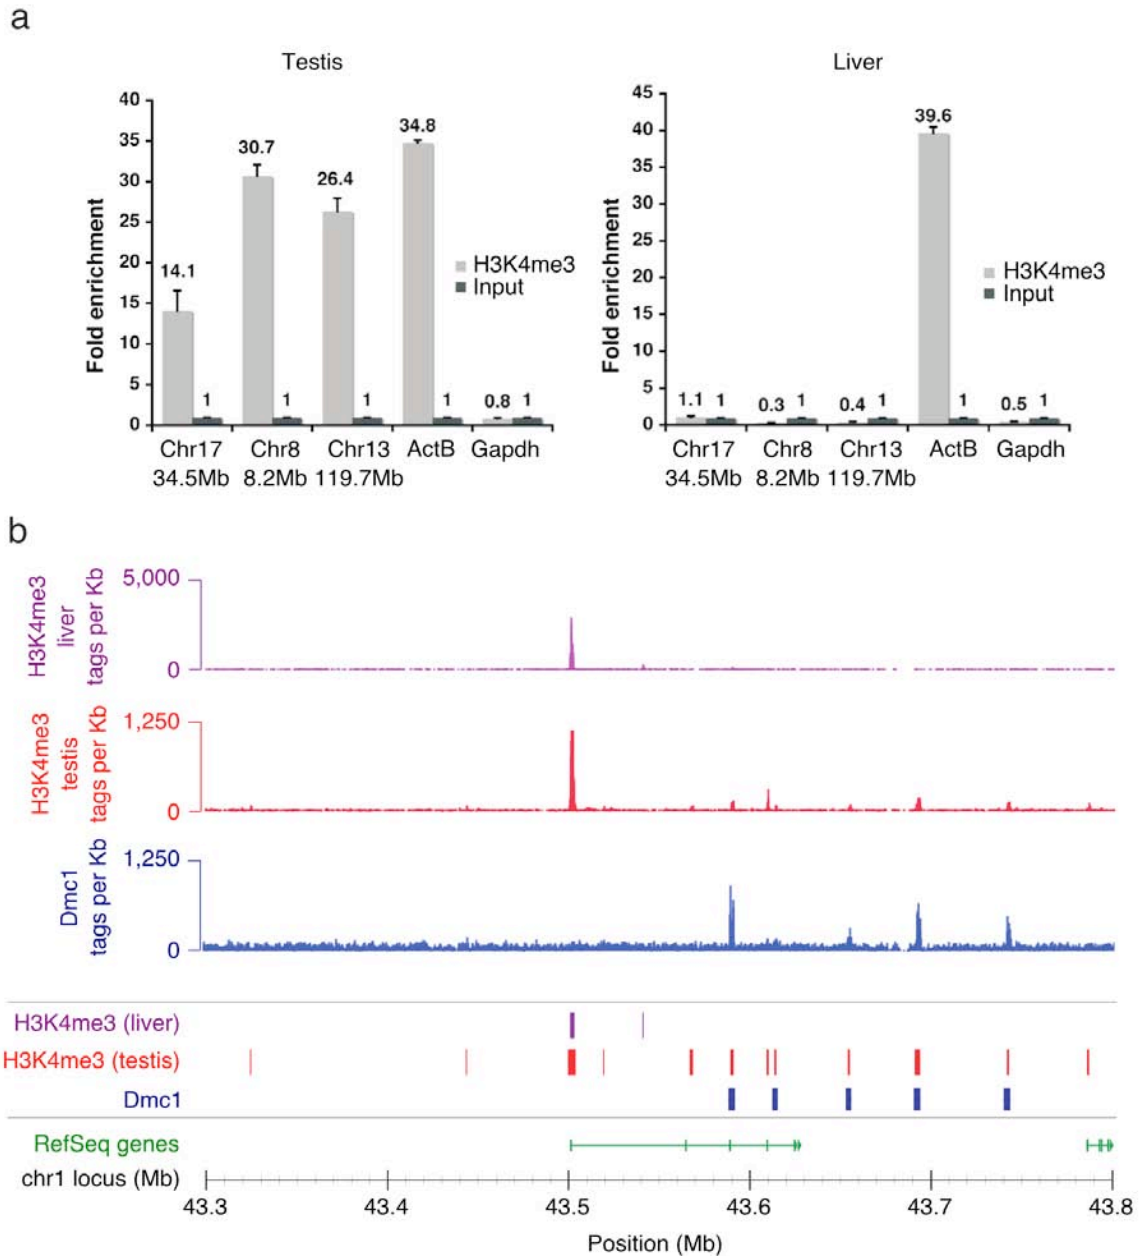 a
Testis
Fold enrichment
40
35
30
25
20
15
10
5
0
14.1
1
30.7
1
26.4
1
34.8
1
0.8
1
H3K4me3
Input
Chr17 Chr8 Chr13 ActB Gapdh
34.5Mb 8.2Mb 119.7Mb
Liver
Fold enrichment
45
40
35
30
25
20
15
10
5
0
1.1
1
0.3
1
0.4
1
39.6
1
0.5
1
H3K4me3
Input
Chr17 Chr8 Chr13 ActB Gapdh
34.5Mb 8.2Mb 119.7Mb
b
H3K4me3
liver
tags per Kb
5,000
0
H3K4me3
testis
tags per Kb
1,250
0
Dmc1
tags per Kb
1,250
0
H3K4me3 (liver)
H3K4me3 (testis)
Dmc1
RefSeq genes
chr1 locus (Mb)
43.3 43.4 43.5 43.6 43.7 43.8
Position (Mb)